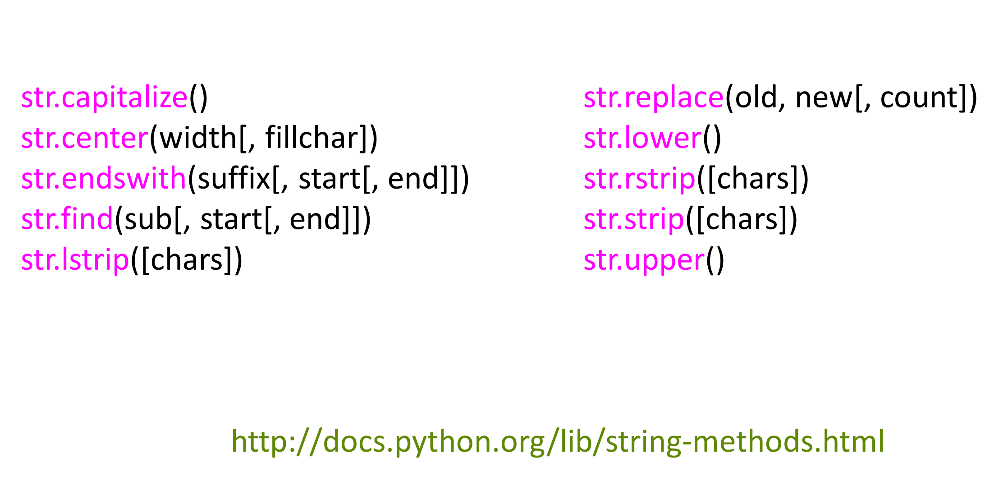 str.capitalize()
str.center(width[, fillchar])
str.endswith(suffix[, start[, end]])
str.find(sub[, start[, end]])
str.lstrip([chars])
str.replace(old, new[, count])
str.lower()
str.rstrip([chars])
str.strip([chars])
str.upper()
http://docs.python.org/lib/string-methods.html